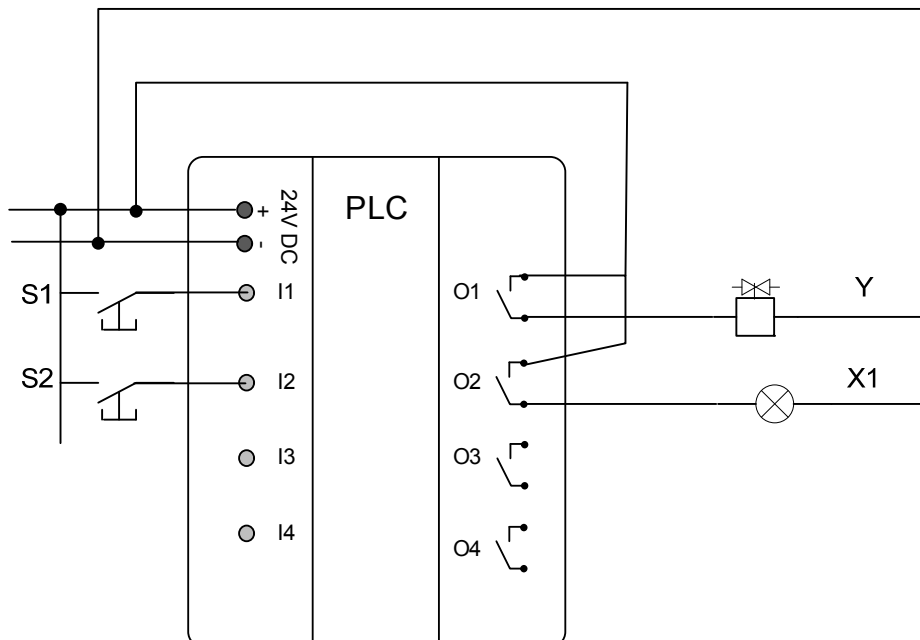 PLC
24V DC
+
-
S1
I1
O1
Y
S2
I2
O2
X1
I3
O3
I4
O4